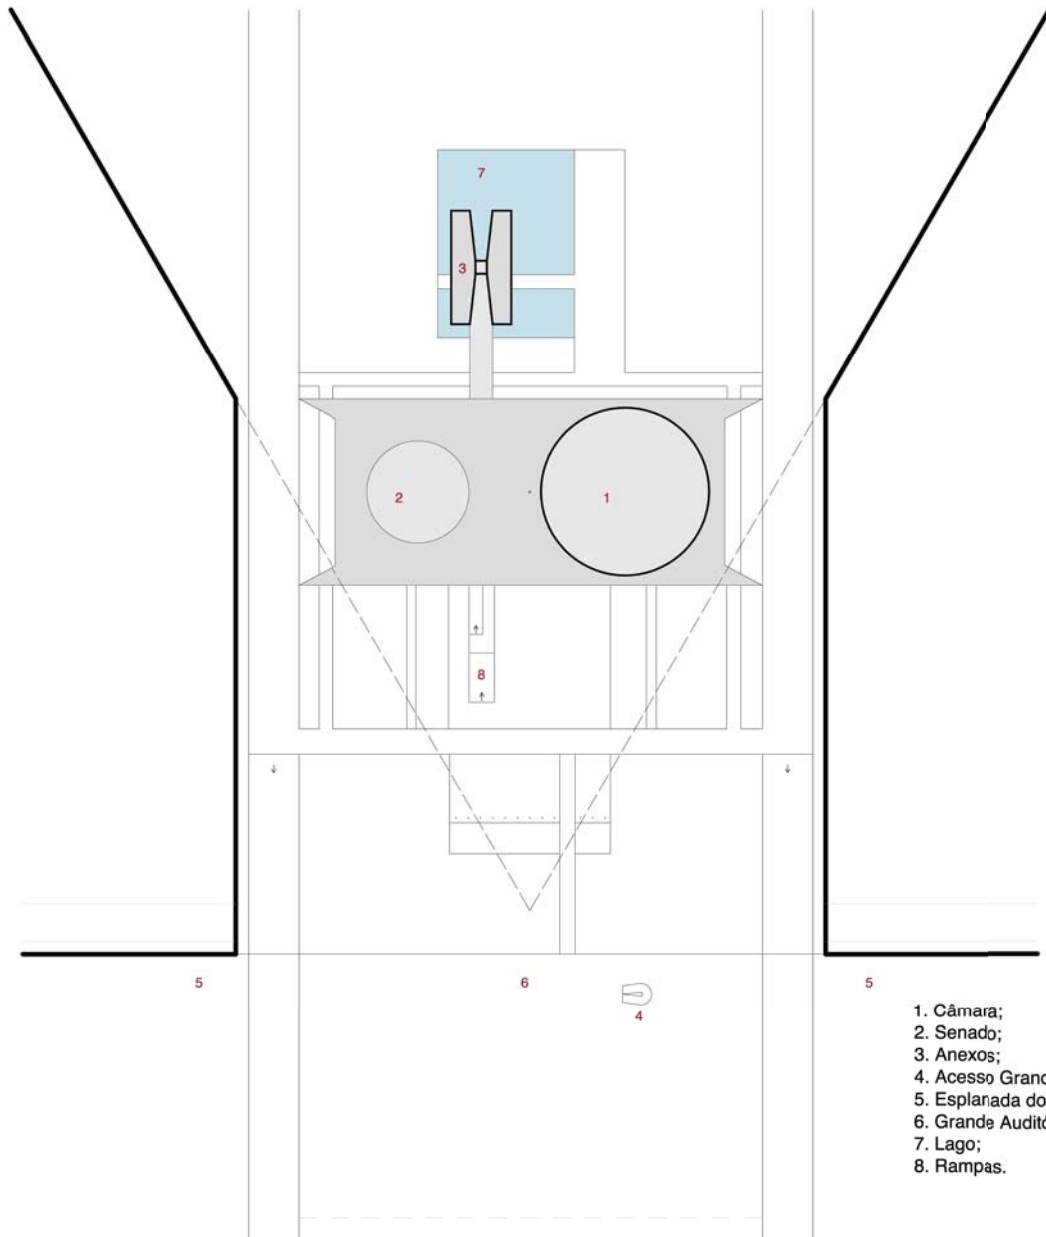 7
3
2
1
8
5
6
5
4
1. Câmara;
2. Senado;
3. Anexos;
4. Acesso
5. Esplanada
6. Grande
7. Lago;
8. Rampas.